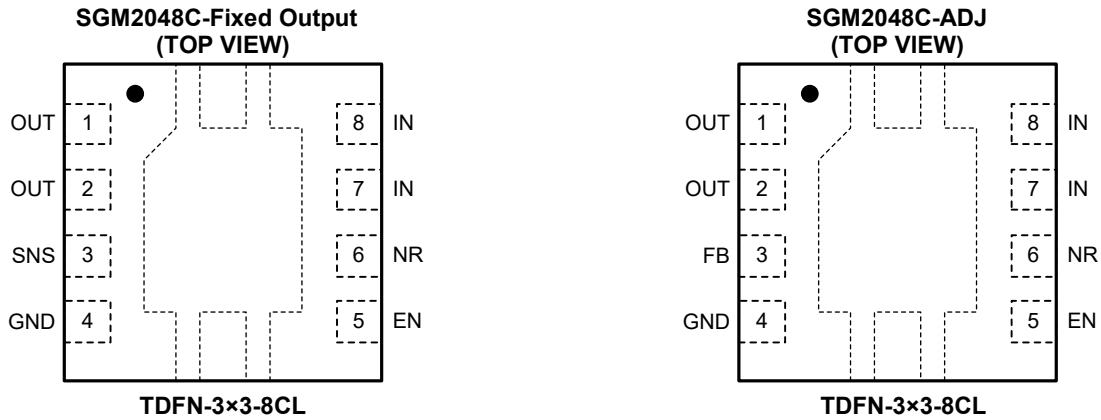 SGM2048C-Fixed Output
(TOP VIEW)
OUT 1 8 IN
OUT 2 7 IN
SNS 3 6 NR
GND 4 5 EN
TDFN-3×3-8CL
SGM2048C-ADJ
(TOP VIEW)
OUT 1 8 IN
OUT 2 7 IN
FB 3 6 NR
GND 4 5 EN
TDFN-3×3-8CL